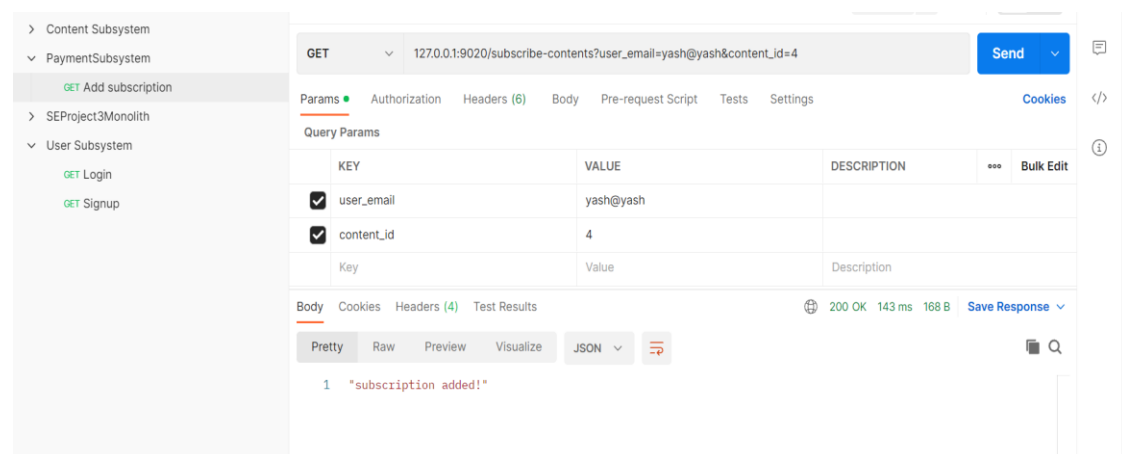 Content Subsystem
PaymentSubsystem
GET Add subscription
SEProject3Monolith
User Subsystem
GET Login
GET Signup
GET 127.0.0.1:9020/subscribe-contents?user_email=yash@yash&content_id=4 Send
Params Authorization Headers (6) Body Pre-request Script Tests Settings Cookies
Query Params
KEY VALUE DESCRIPTION Bulk Edit
user_email yash@yash
content_id 4
Key Value Description
Body Cookies Headers (4) Test Results 200 OK 143 ms 168 B Save Response
Pretty Raw Preview Visualize JSON
1 "subscription added!"